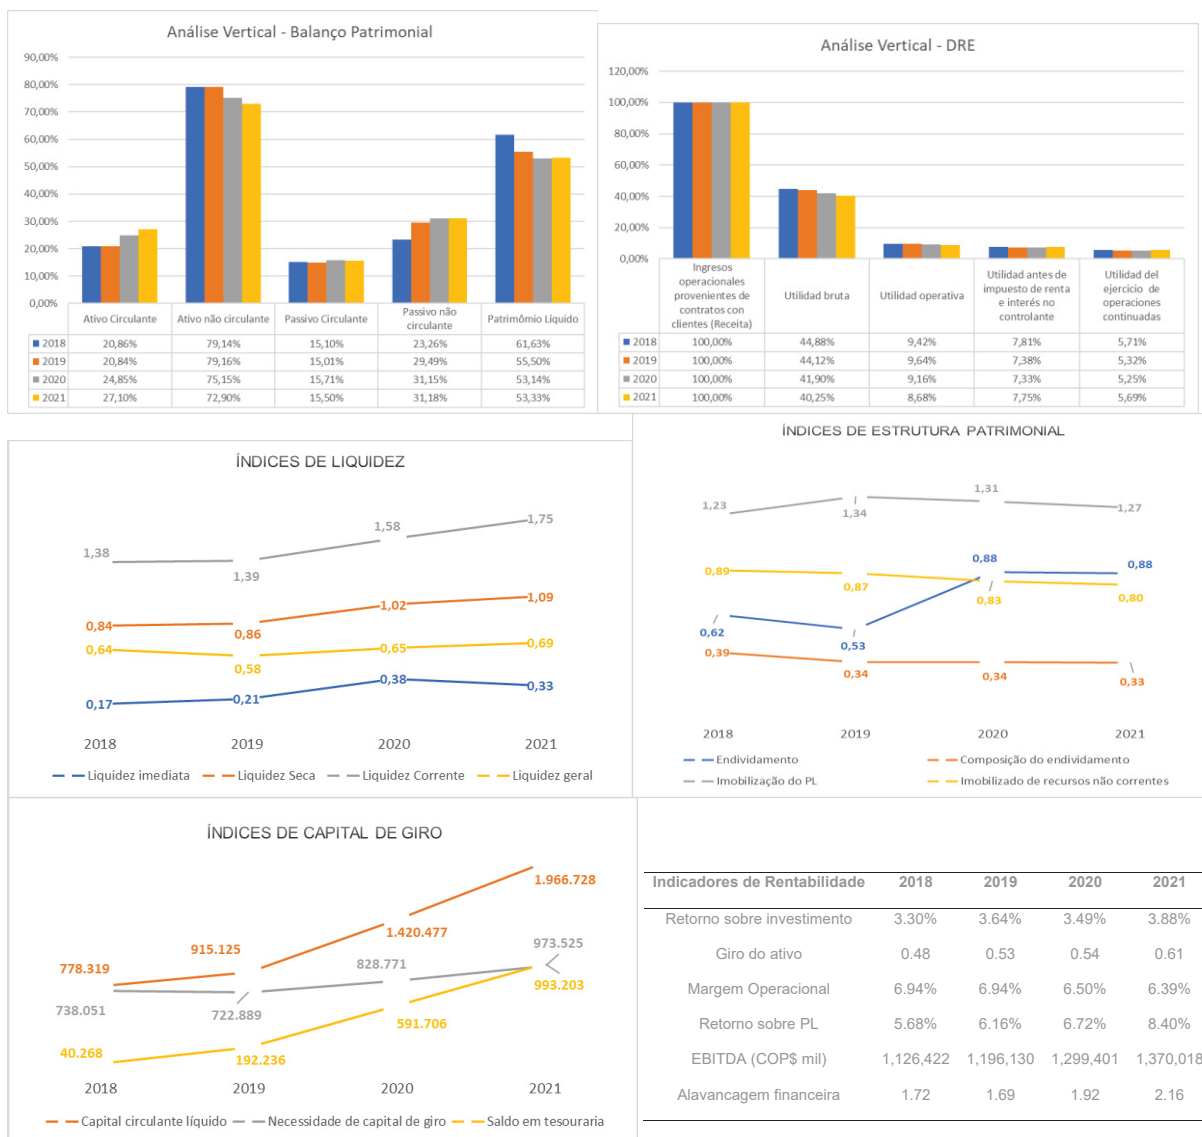 Análise Vertical - Balanço Patrimonial
90,00%
80,00%
70,00%
60,00%
50,00%
40,00%
30,00%
20,00%
10,00%
0,00%
Ativo Circulante Ativo não circulante Passivo Circulante Passivo não circulante Patrimômio Líquido
2018 20,86% 79,14% 15,10% 23,26% 61,63%
2019 20,84% 79,16% 15,01% 29,49% 55,50%
2020 24,85% 75,15% 15,71% 31,15% 53,14%
2021 27,10% 72,90% 15,50% 31,18% 53,33%
Análise Vertical - DRE
120,00%
100,00%
80,00%
60,00%
40,00%
20,00%
0,00%
Ingresos
operacionales
provenientes de
contratos con
clientes (Receita)
Utilidad bruta
Utilidad operativa
Utilidad antes de
impuesto de renta
e interés no
controlante
Utilidad del
ejercicio de
operaciones
continuadas
2018 100,00% 44,88% 9,42% 7,81% 5,71%
2019 100,00% 44,12% 9,64% 7,38% 5,32%
2020 100,00% 41,90% 9,16% 7,33% 5,25%
2021 100,00% 40,25% 8,68% 7,75% 5,69%
ÍNDICES DE LIQUIDEZ
1,38 1,39 1,58 1,75
0,84 0,86 1,02 1,09
0,64 0,58 0,65 0,69
0,17 0,21 0,38 0,33
2018 2019 2020 2021
Liquidez imediata Liquidez Seca Liquidez Corrente Liquidez geral
ÍNDICES DE ESTRUTURA PATRIMONIAL
1,23 1,34 1,31 1,27
0,89 0,87 0,83 0,80
0,62 0,53 0,88 0,88
0,39 0,34 0,34 0,33
2018 2019 2020 2021
Endividamento Composição do endividamento
Imobilização do PL Imobilizado de recursos não correntes
ÍNDICES DE CAPITAL DE GIRO
778.319 915.125 1.420.477 1.966.728
738.051 722.889 828.771 973.525
40.268 192.236 591.706 993.203
2018 2019 2020 2021
Capital circulante líquido Necessidade de capital de giro Saldo em tesouraria
Indicadores de Rentabilidade 2018 2019 2020 2021
Retorno sobre investimento 3.30% 3.64% 3.49% 3.88%
Giro do ativo 0.48 0.53 0.54 0.61
Margem Operacional 6.94% 6.94% 6.50% 6.39%
Retorno sobre PL 5.68% 6.16% 6.72% 8.40%
EBITDA (COP$ mil) 1,126,422 1,196,130 1,299,401 1,370,018
Alavancagem financeira 1.72 1.69 1.92 2.16